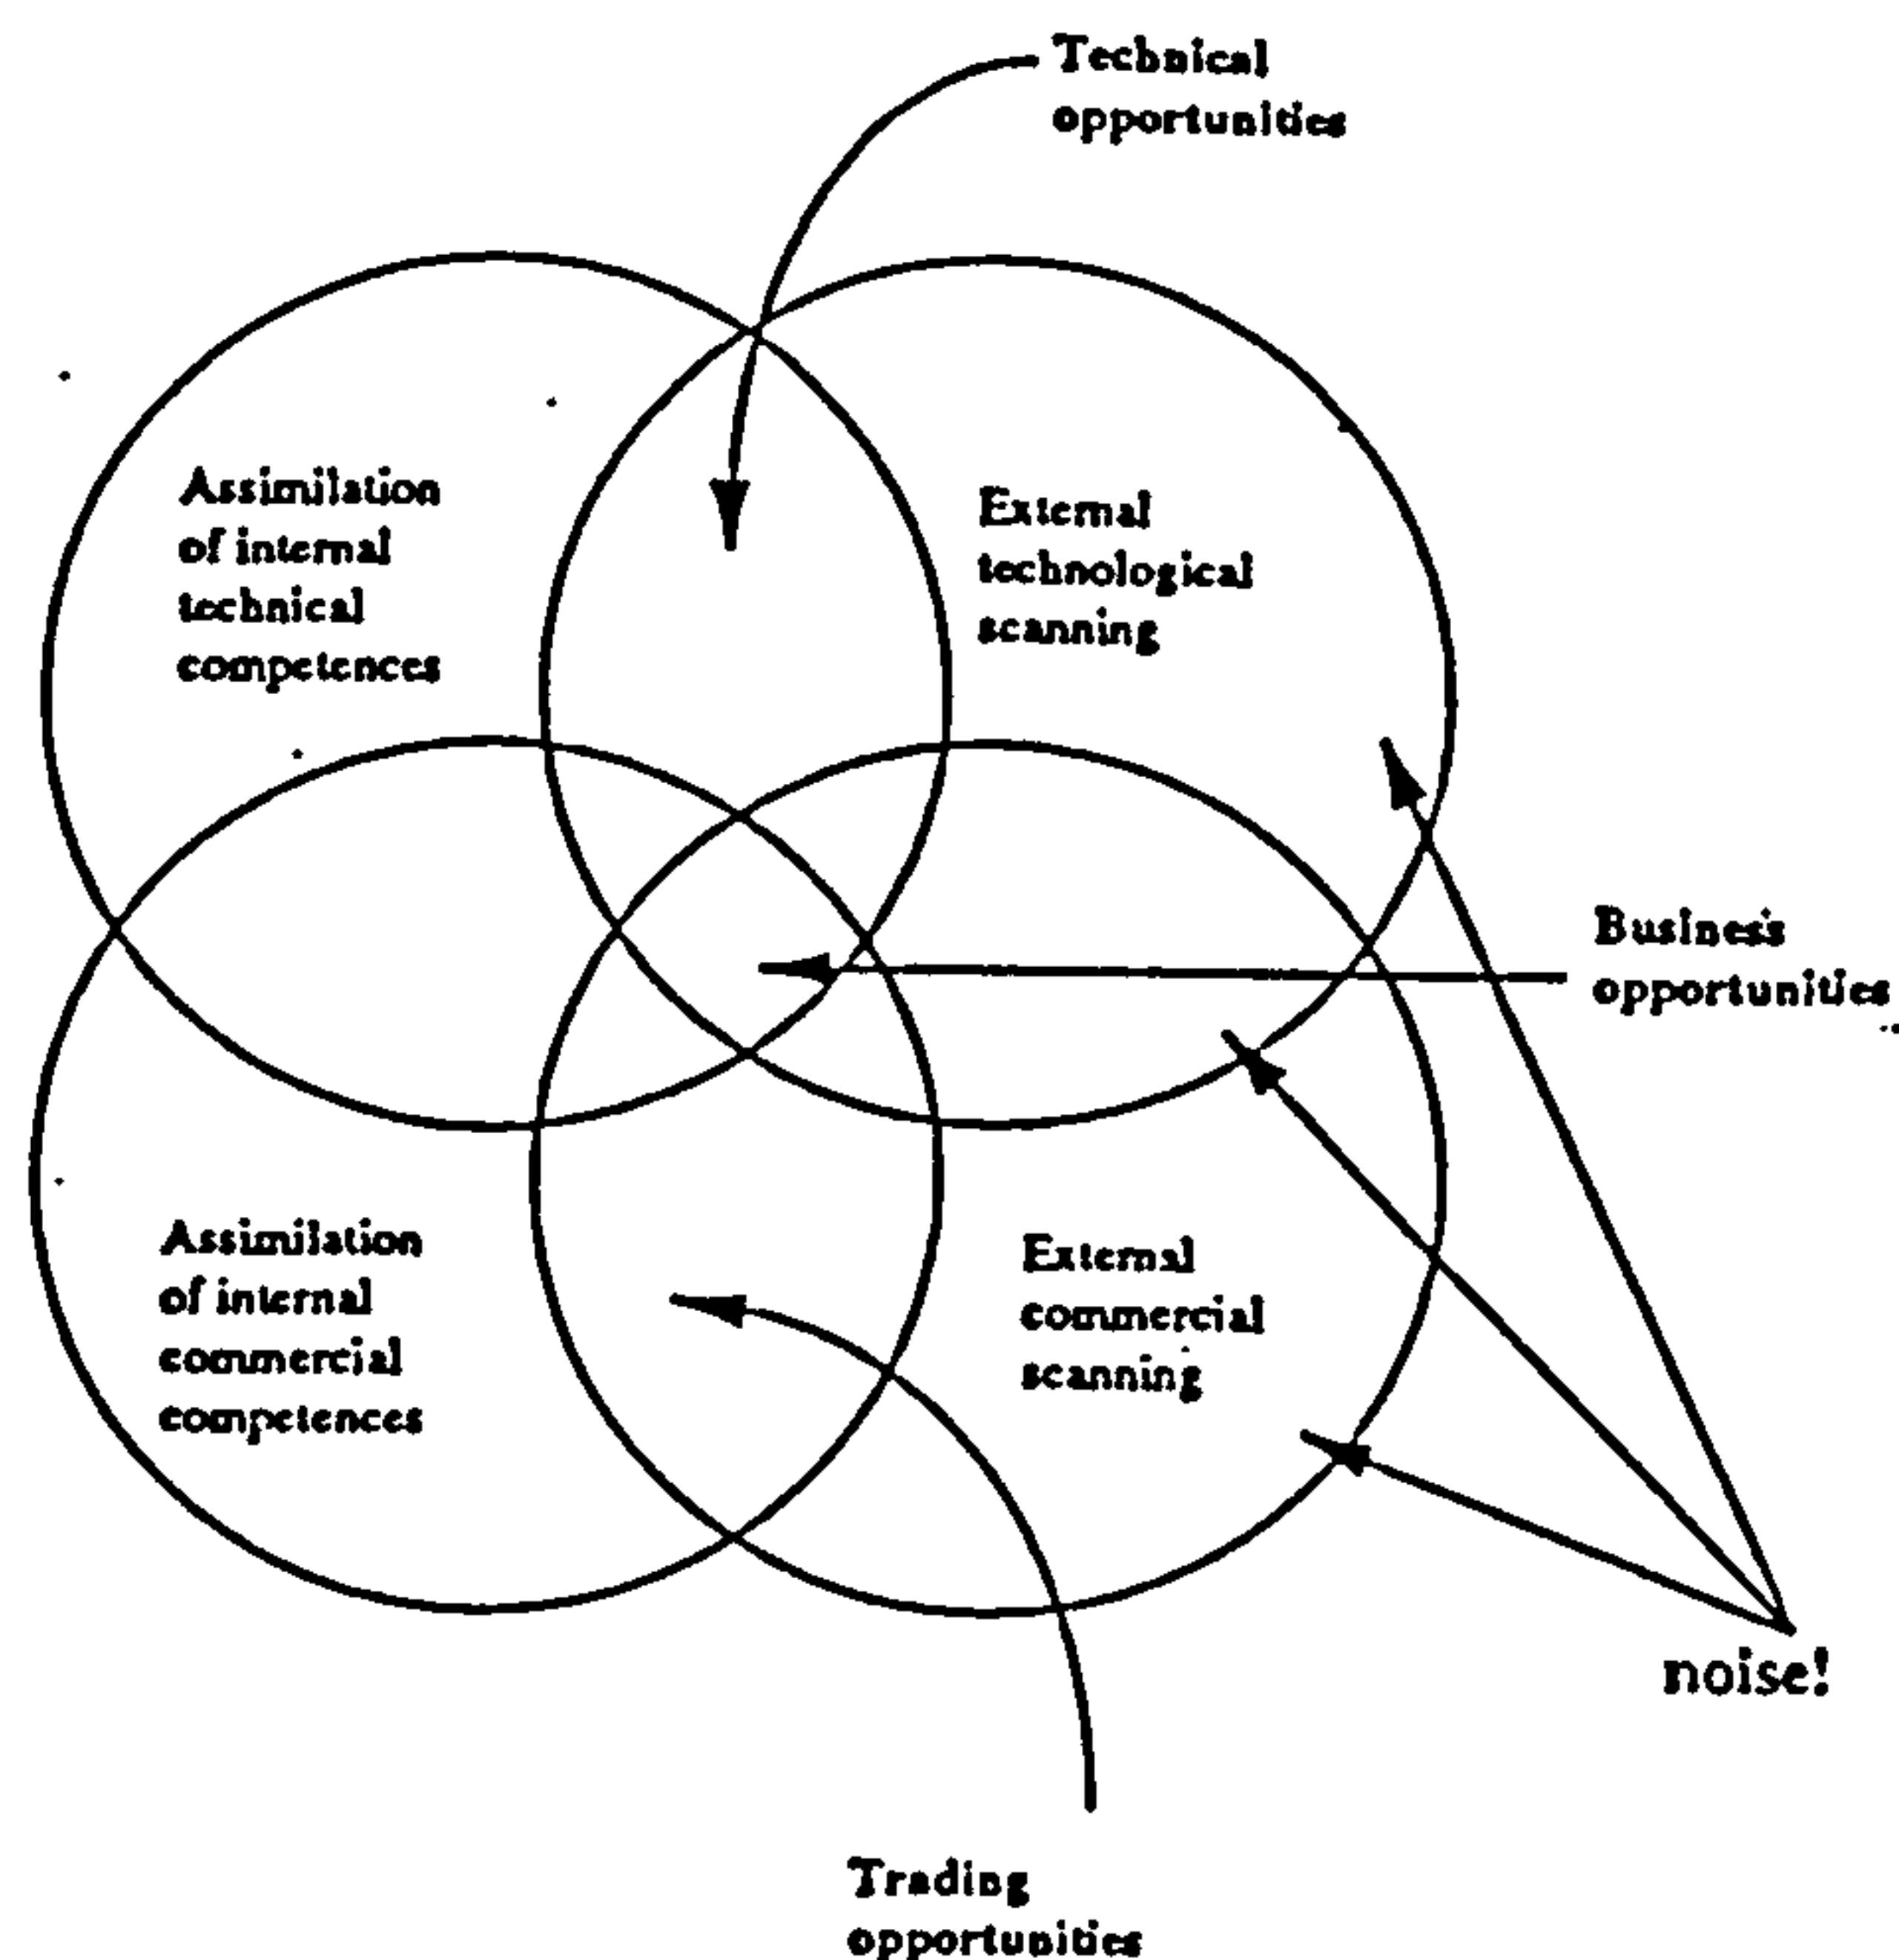 Technical
opportunities
Assimilation
of internal
technical
competences
External
technological
scanning
Business
opportunities
Assimilation
of internal
commercial
competences
External
commercial
scanning
noise!
Trading
opportunities